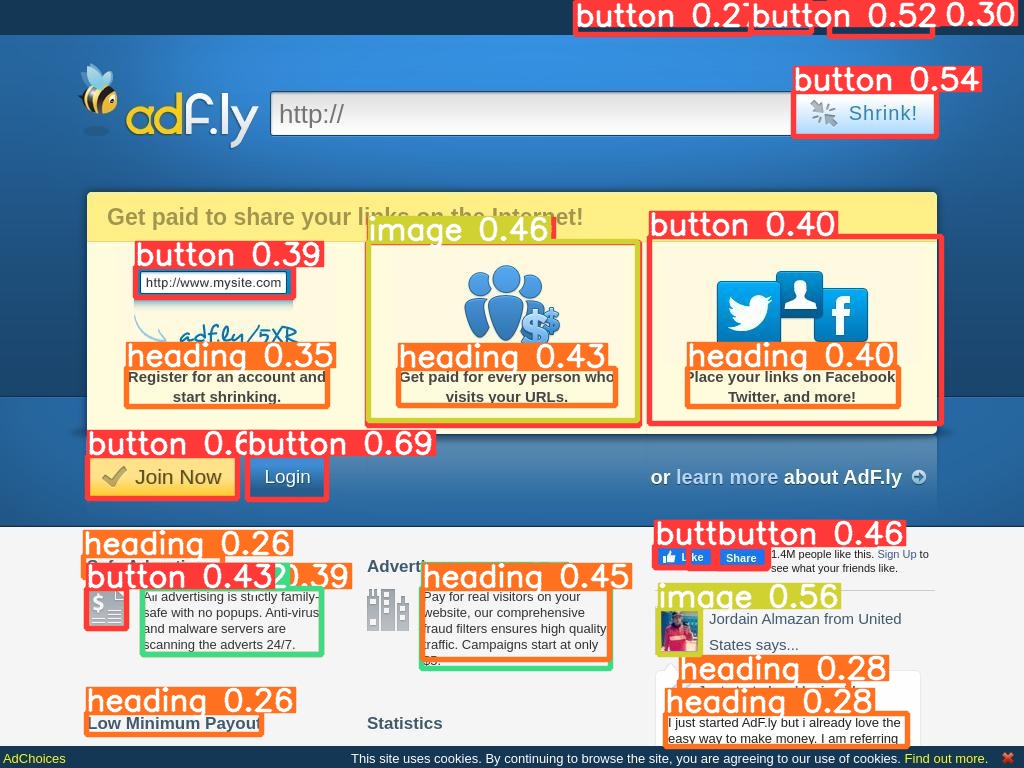 button 0.2
button 0.52
0.30
button 0.54
adf.ly
http://
Shrink!
Get paid to share your links on the Internet!
image 0.46
button 0.40
button 0.39
http://www.mysite.com
adf.ly/5XR
heading 0.35
Register for an account and
start shrinking.
heading 0.43
Get paid for every person who
visits your URLs.
heading 0.40
Place your links on Facebook
Twitter, and more!
button 0.6
button 0.69
Join Now
Login
or learn more about AdF.ly
heading 0.26
button 0.43
0.39
All advertising is strictly family-
safe with no popups. Anti-virus
and malware servers are
scanning the adverts 24/7.
heading 0.45
Pay for real visitors on your
website, our comprehensive
fraud filters ensures high quality
traffic. Campaigns start at only
$5.
butt
button 0.46
Like
Share
1.4M people like this. Sign Up to
see what your friends like.
image 0.56
Jordain Almazan from United
States says...
heading 0.28
heading 0.28
I just started AdF.ly but i already love the
easy way to make money. I am referring
heading 0.26
Low Minimum Payout
Statistics
AdChoices
This site uses cookies. By continuing to browse the site, you are agreeing to our use of cookies. Find out more.